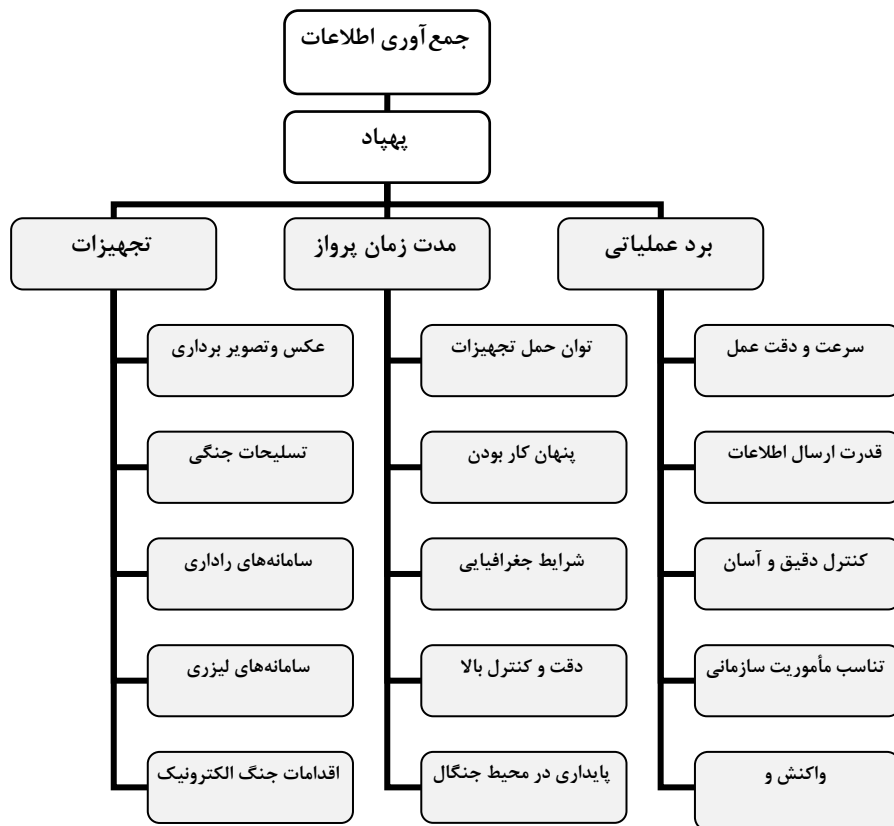 جمع‌آوری اطلاعات
پهپاد
برد عملیاتی
مدت زمان پرواز
تجهیزات
سرعت و دقت عمل
توان حمل تجهیزات
عکس وتصویر برداری
قدرت ارسال اطلاعات
پنهان کار بودن
تسلیحات جنگی
کنترل دقیق و آسان
شرایط جغرافیایی
سامانه‌های راداری
تناسب مأموریت سازمانی
دقت و کنترل بالا
سامانه‌های لیزری
واکنش و
پایداری در محیط جنگال
اقدامات جنگ الکترونیک